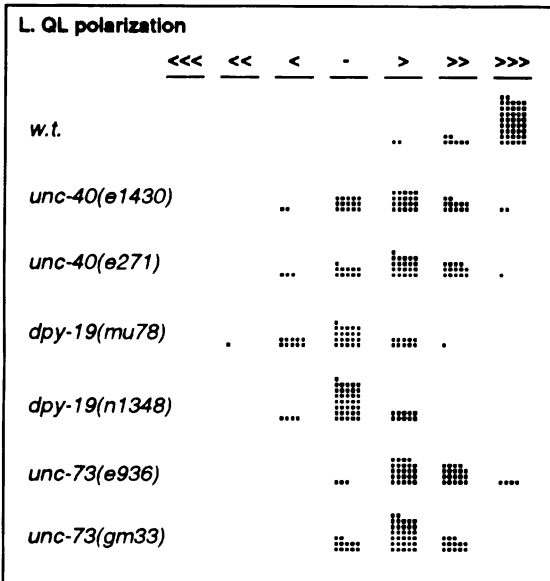 L. QL polarization
<<< << < - > >> >>>
w.t.
unc-40(e1430)
unc-40(e271)
dpy-19(mu78)
dpy-19(n1348)
unc-73(e936)
unc-73(gm33)